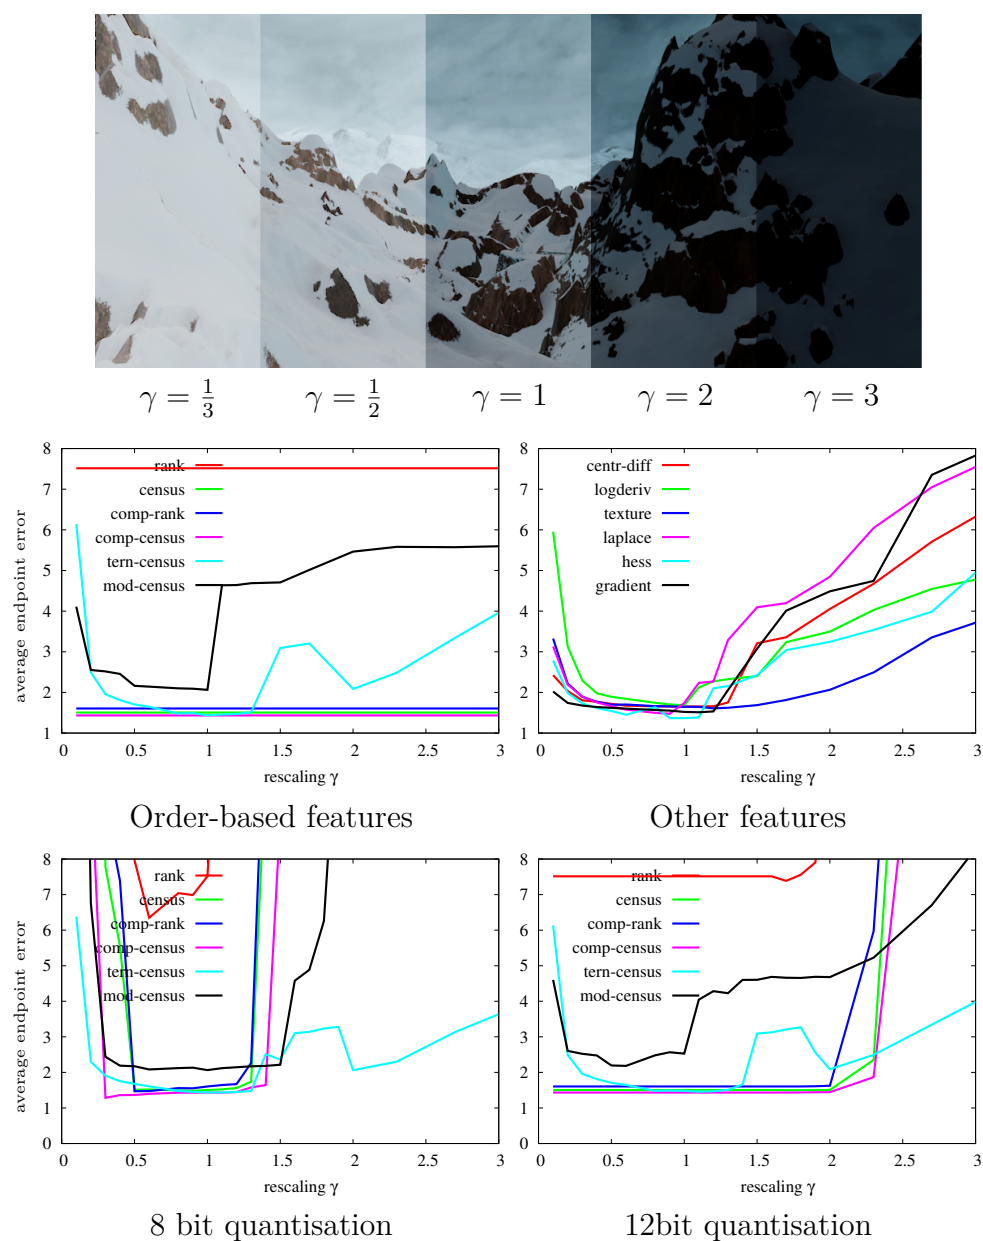 γ = 1/3 γ = 1/2 γ = 1 γ = 2 γ = 3
average endpoint error
8
7
6
5
4
3
2
1
rank
census
comp-rank
comp-census
tern-census
mod-census
0 0.5 1 1.5 2 2.5 3
rescaling γ
Order-based features
8
7
6
5
4
3
2
1
centr-diff
logderiv
texture
laplace
hess
gradient
0 0.5 1 1.5 2 2.5 3
rescaling γ
Other features
average endpoint error
8
7
6
5
4
3
2
1
0
rank
census
comp-rank
comp-census
tern-census
mod-census
0 0.5 1 1.5 2 2.5 3
rescaling γ
8 bit quantisation
8
7
6
5
4
3
2
1
0
rank
census
comp-rank
comp-census
tern-census
mod-census
0 0.5 1 1.5 2 2.5 3
rescaling γ
12bit quantisation